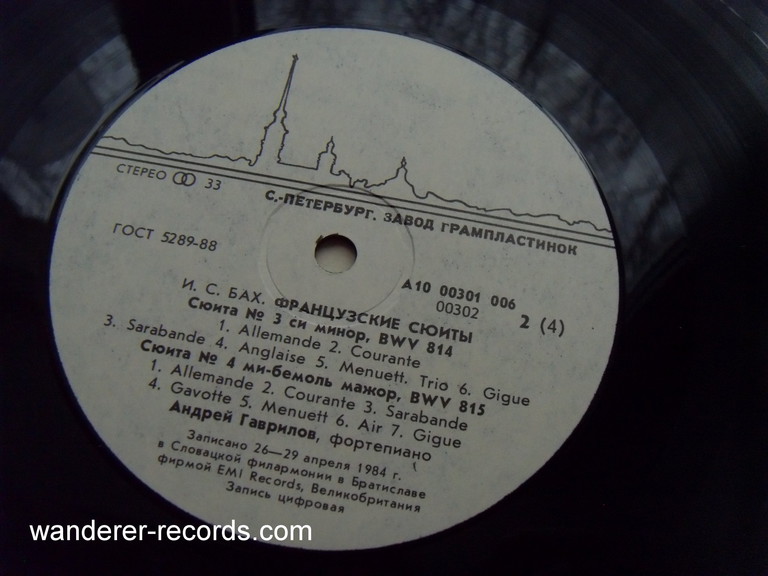 СТЕРЕО 33
С.-ПЕТЕРБУРГ. ЗАВОД ГРАМПЛАСТИНОК
ГОСТ 5289-88
А10 00301 006
00302
2 (4)
И. С. БАХ. ФРАНЦУЗСКИЕ СЮИТЫ
Сюита № 3 си минор, BWV 814
1. Allemande 2. Courante
3. Sarabande 4. Anglaise 5. Menuett. Trio 6. Gigue
Сюита № 4 ми-бемоль мажор, BWV 815
1. Allemande 2. Courante 3. Sarabande
4. Gavotte 5. Menuett 6. Air 7. Gigue
Андрей Гаврилов, фортепиано
Записано 26—29 апреля 1984 г.
в Словацкой филармонии в Братиславе
фирмой EMI Records, Великобритания
Запись цифровая
wanderer-records.com